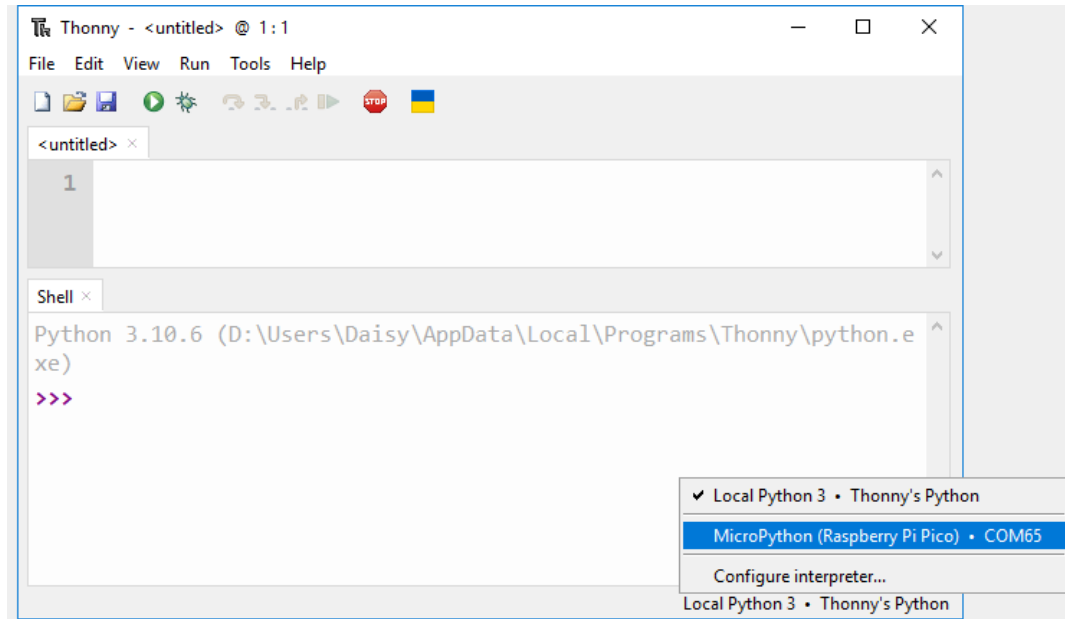 Thonny - <untitled> @ 1:1
File Edit View Run Tools Help
STOP
<untitled>
1
Shell
Python 3.10.6 (D:\Users\Daisy\AppData\Local\Programs\Thonny\python.e
xe)
>>>
✓ Local Python 3 • Thonny's Python
MicroPython (Raspberry Pi Pico) • COM65
Configure interpreter...
Local Python 3 • Thonny's Python